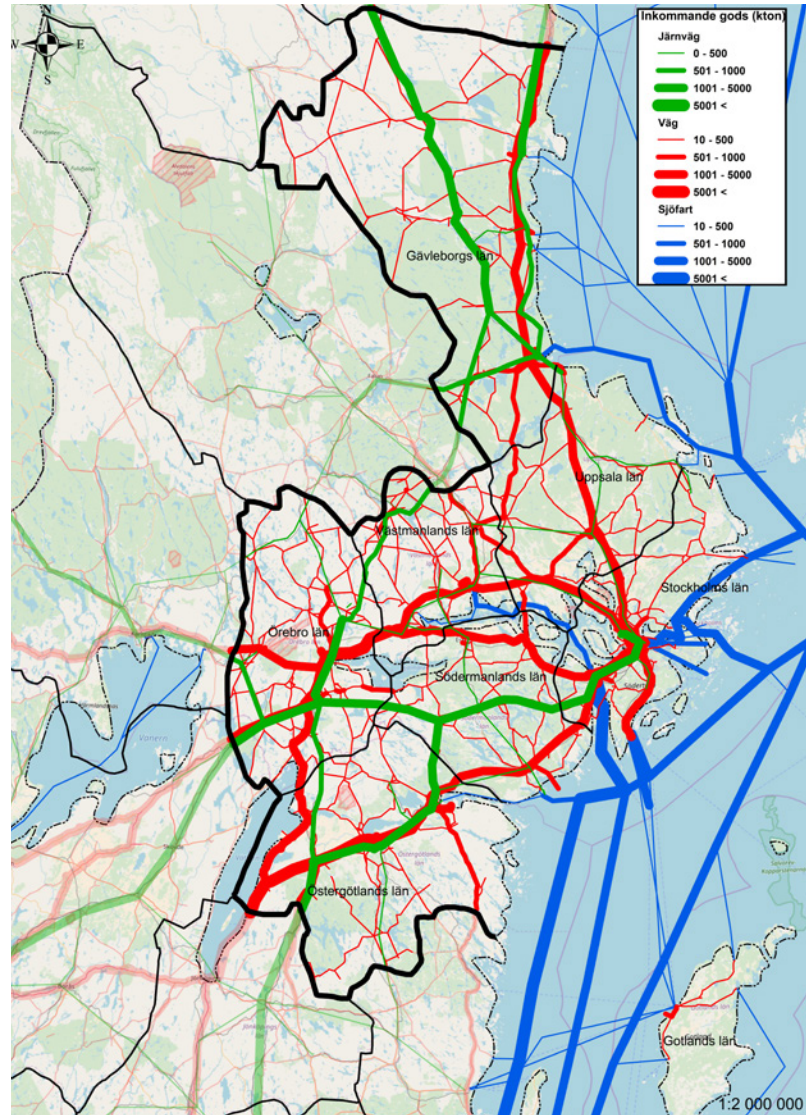 Inkommande gods (kton)
Järnväg
0 - 500
501 - 1000
1001 - 5000
5001 <
Väg
10 - 500
501 - 1000
1001 - 5000
5001 <
Sjöfart
10 - 500
501 - 1000
1001 - 5000
5001 <
N
W
E
S
Gävleborgs län
Uppsala län
Västmanlands län
Stockholms län
Örebro län
Södermanlands län
Vänern
Östergötlands län
Gotlands län
1:2 000 000